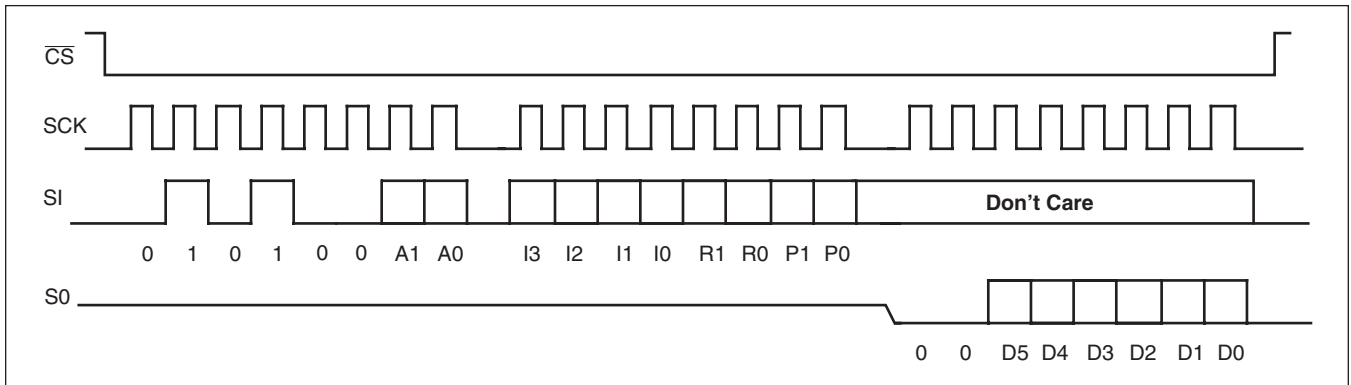 CS
SCK
SI
Don't Care
0 1 0 1 0 0 A1 A0 I3 I2 I1 I0 R1 R0 P1 P0
S0
0 0 D5 D4 D3 D2 D1 D0